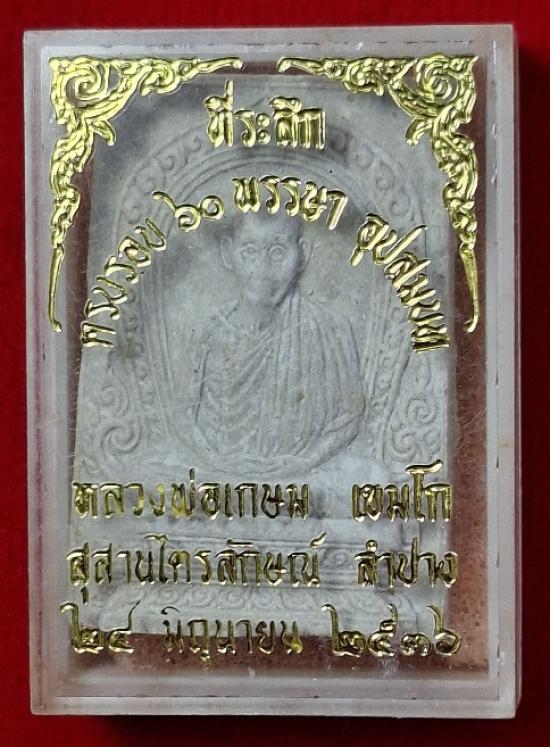 ที่ระลึก
ครบรอบ ๖๐ พรรษา อุปสมบท
หลวงพ่อเกษม เขมโก
สุสานไตรลักษณ์ ลำปาง
๒๘ มิถุนายน ๒๕๓๖